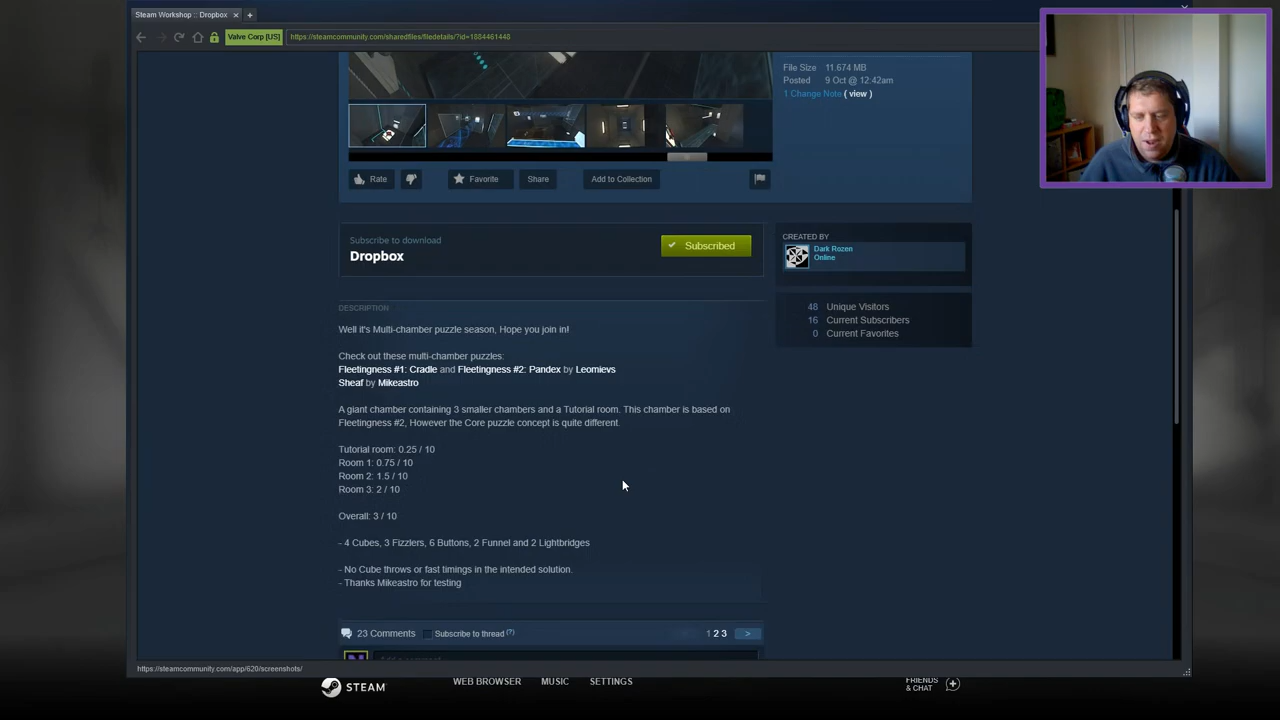 Steam Workshop :: Dropbox
Valve Corp [US]
https://steamcommunity.com/sharedfiles/filedetails/?id=1884461448
File Size 11.674 MB
Posted 9 Oct @ 12:42am
1 Change Note ( view )
Rate
Favorite
Share
Add to Collection
Subscribe to download
Dropbox
Subscribed
CREATED BY
Dark Rozen
Online
48 Unique Visitors
16 Current Subscribers
0 Current Favorites
DESCRIPTION
Well it's Multi-chamber puzzle season, Hope you join in!
Check out these multi-chamber puzzles:
Fleetingness #1: Cradle and Fleetingness #2: Pandex by Leomievs
Sheaf by Mikeastro
A giant chamber containing 3 smaller chambers and a Tutorial room. This chamber is based on
Fleetingness #2, However the Core puzzle concept is quite different.
Tutorial room: 0.25 / 10
Room 1: 0.75 / 10
Room 2: 1.5 / 10
Room 3: 2 / 10
Overall: 3 / 10
- 4 Cubes, 3 Fizzlers, 6 Buttons, 2 Funnel and 2 Lightbridges
- No Cube throws or fast timings in the intended solution.
- Thanks Mikeastro for testing
23 Comments
Subscribe to thread (?)
1 2 3 >
https://steamcommunity.com/app/620/screenshots/
STEAM
WEB BROWSER
MUSIC
SETTINGS
FRIENDS
& CHAT